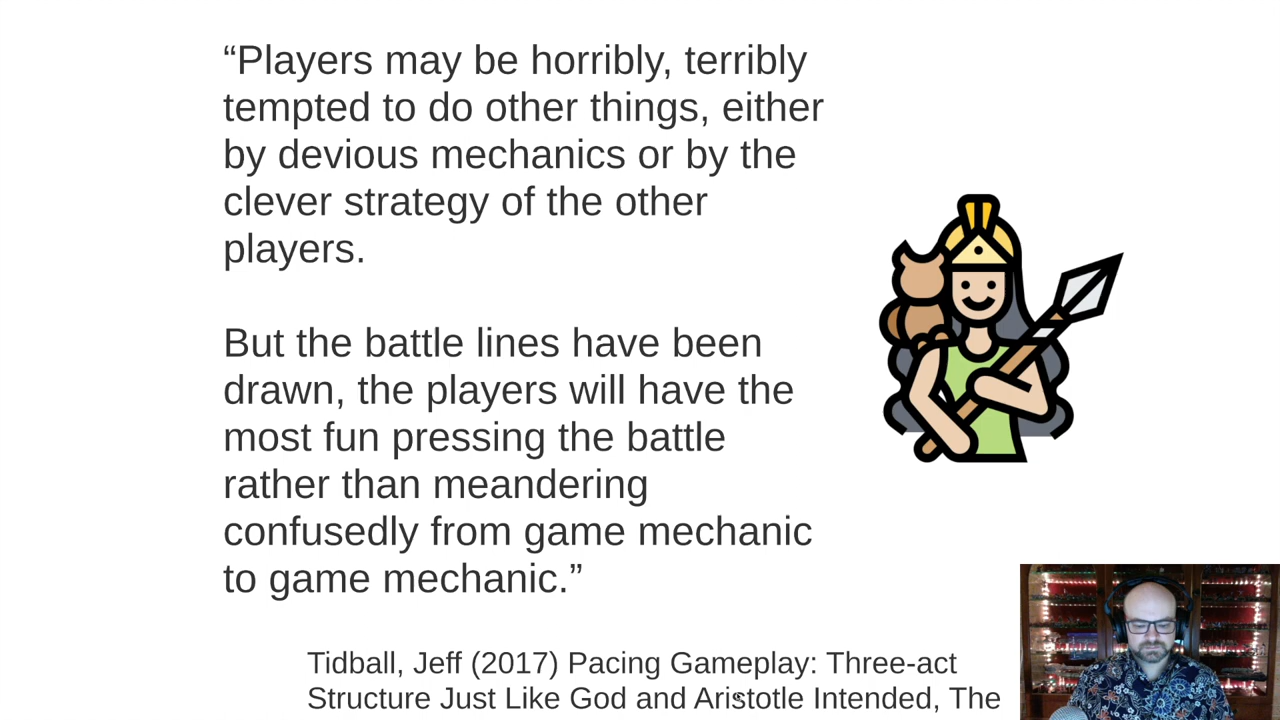 “Players may be horribly, terribly
tempted to do other things, either
by devious mechanics or by the
clever strategy of the other
players.
But the battle lines have been
drawn, the players will have the
most fun pressing the battle
rather than meandering
confusedly from game mechanic
to game mechanic.”
Tidball, Jeff (2017) Pacing Gameplay: Three-act
Structure Just Like God and Aristotle Intended, The